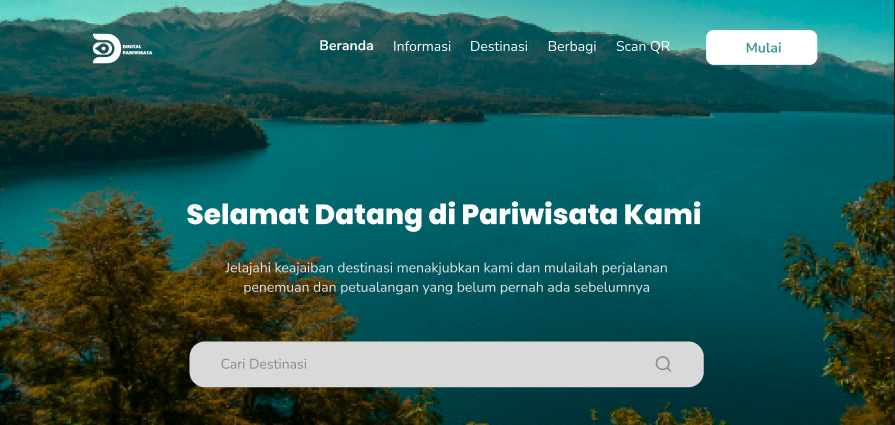 DIGITAL
PARIWISATA
Beranda
Informasi
Destinasi
Berbagi
Scan QR
Mulai
Selamat Datang di Pariwisata Kami
Jelajahi keajaiban destinasi menakjubkan kami dan mulailah perjalanan
penemuan dan petualangan yang belum pernah ada sebelumnya
Cari Destinasi